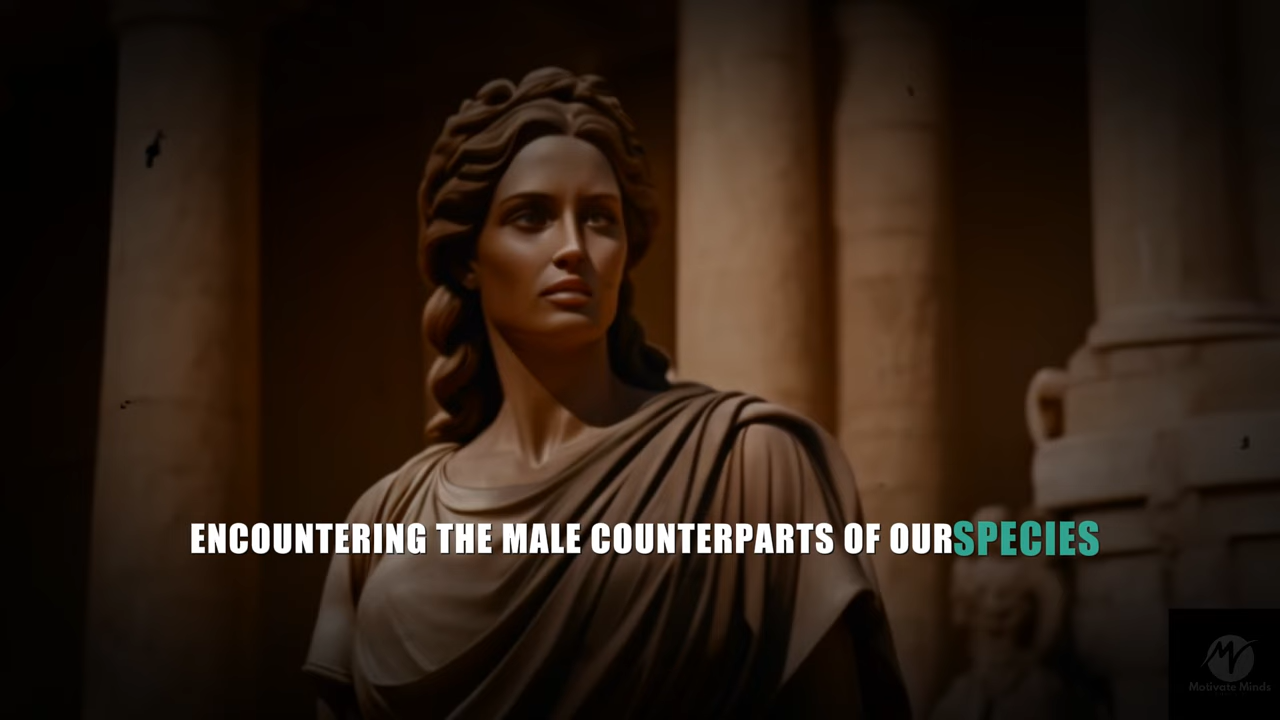 ENCOUNTERING THE MALE COUNTERPARTS OF OURSPECIES
Motivate Minds